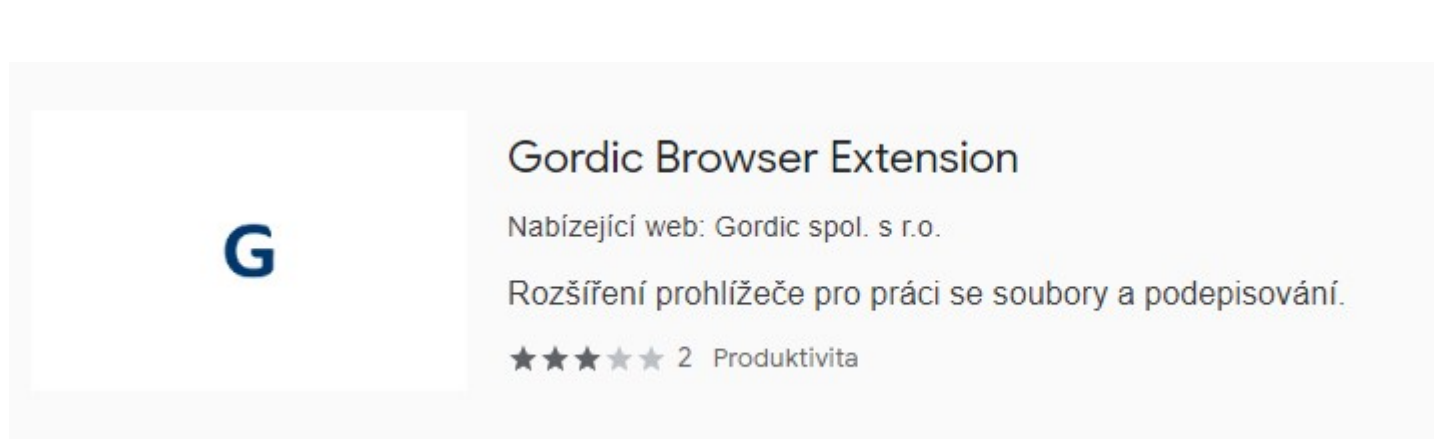 G
Gordic Browser Extension
Nabízející web: Gordic spol. s r.o.
Rozšíření prohlížeče pro práci se soubory a podepisování.
2 Produktivita